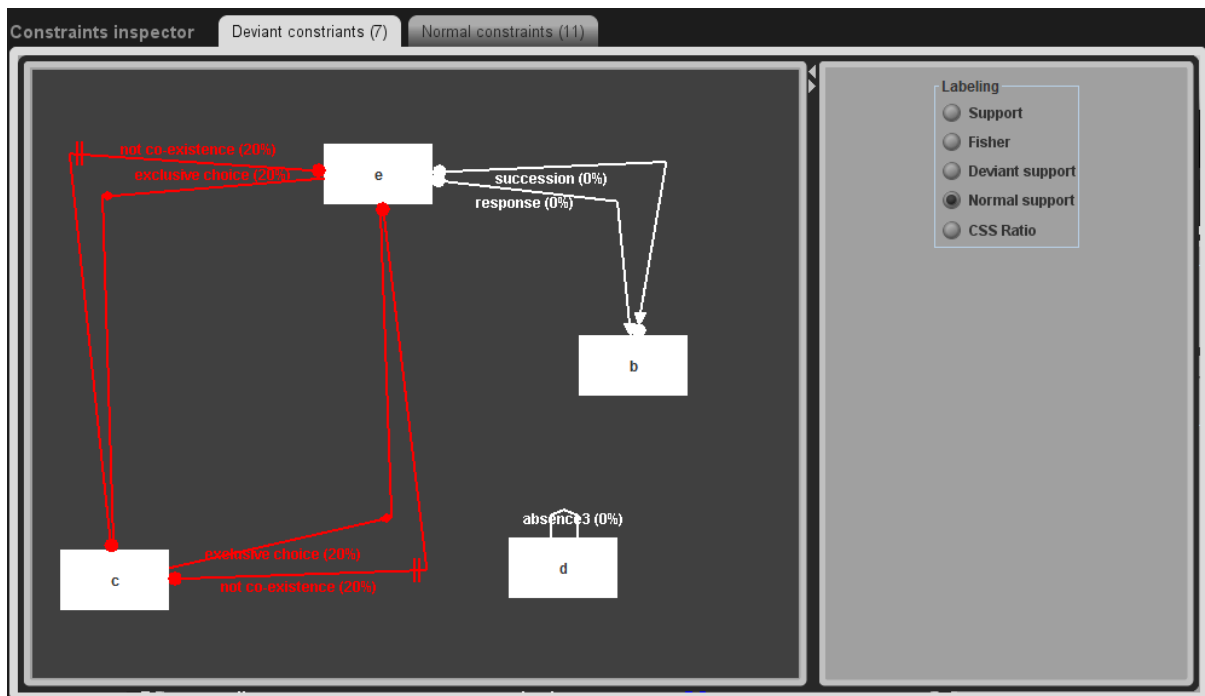 Constraints inspector
Deviant constriants (7)
Normal constraints (11)
Labeling
Support
Fisher
Deviant support
Normal support
CSS Ratio
not co-existence (20%)
exclusive choice (20%)
e
succession (0%)
response (0%)
b
absence3 (0%)
d
exclusive choice (20%)
not co-existence (20%)
c